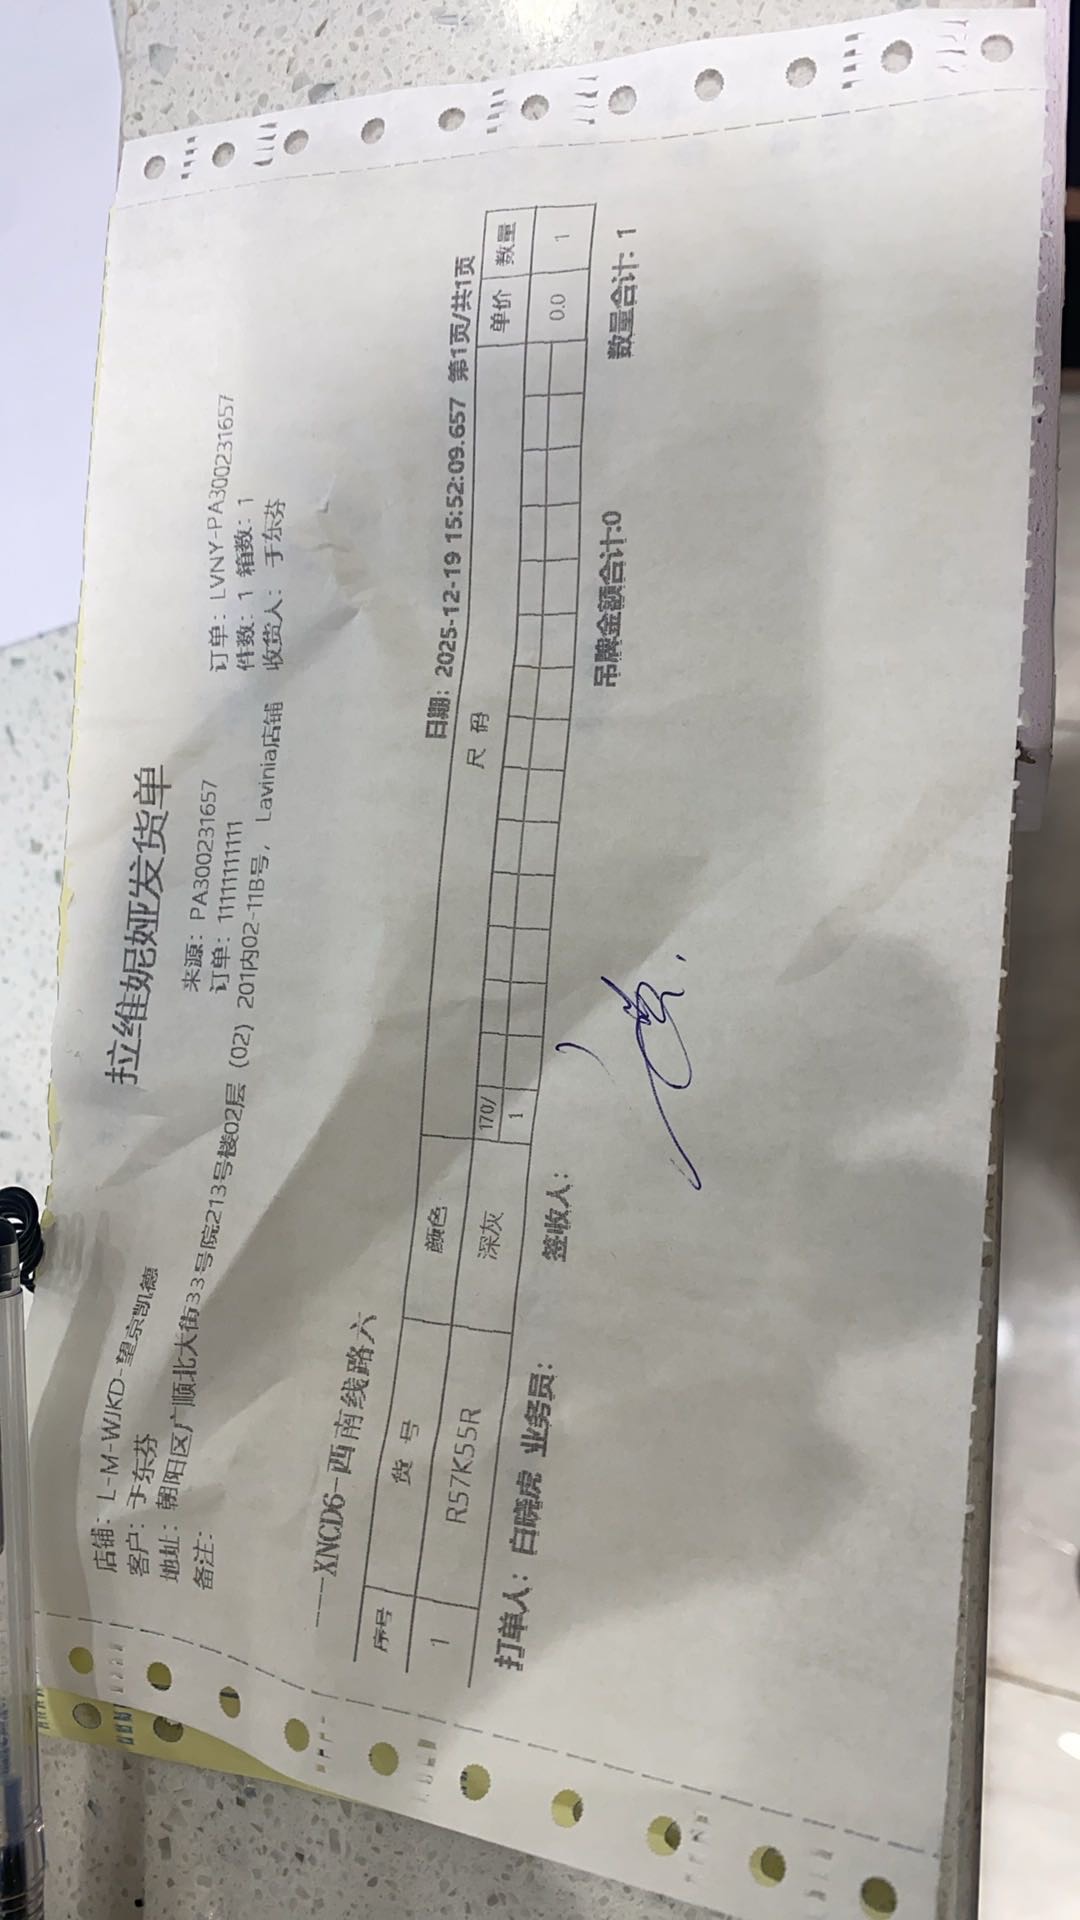 拉维妮娅发货单
店铺: L-M-WJKD-望京凯德 来源: PA300231657 订单: LVNY-PA300231657
客户: 于东芬 订单: 11111111111 件数: 1 箱数: 1
地址: 朝阳区广顺北大街33号院213号楼02层 (02) 201内02-11B号, Lavinia店铺 收货人: 于东芬
备注:
---XNCD6-西南线路六 日期: 2025-12-19 15:52:09.657 第1页/共1页
序号 货 号 颜色 尺 码 单价 数量
170/
1 R57K55R 深灰 1 0.0 1
打单人: 白晓虎 业务员: 签收人: 吊牌金额合计:0 数量合计: 1